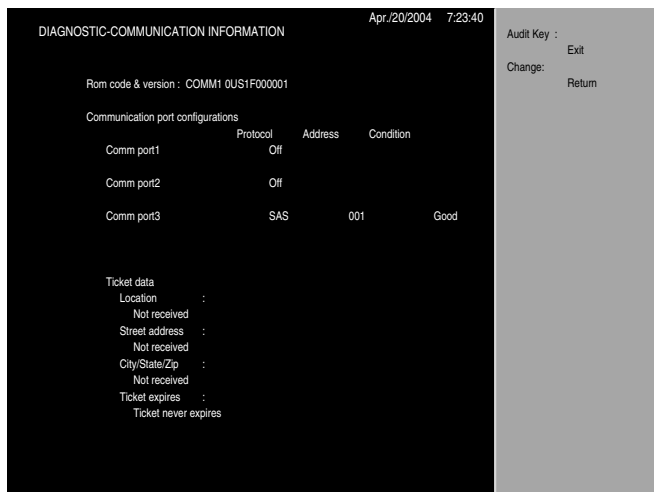 Apr./20/2004 7:23:40
DIAGNOSTIC-COMMUNICATION INFORMATION
Rom code & version : COMM1 0US1F000001
Communication port configurations
Protocol Address Condition
Comm port1 Off
Comm port2 Off
Comm port3 SAS 001 Good
Ticket data
Location :
Not received
Street address :
Not received
City/State/Zip :
Not received
Ticket expires :
Ticket never expires
Audit Key :
Exit
Change:
Return